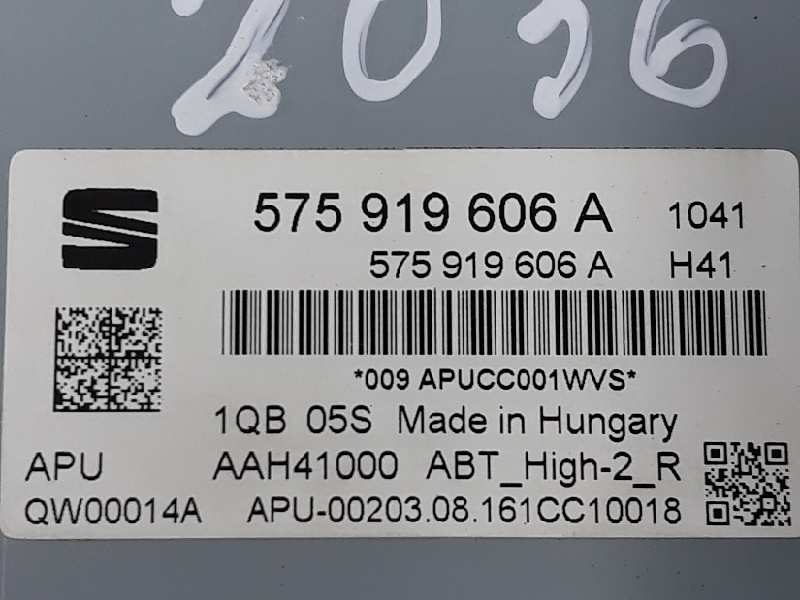 2036
575 919 606 A 1041
575 919 606 A H41
*009 APUCC001WVS*
1QB 05S Made in Hungary
APU AAH41000 ABT_High-2_R
QW00014A APU-00203.08.161CC10018